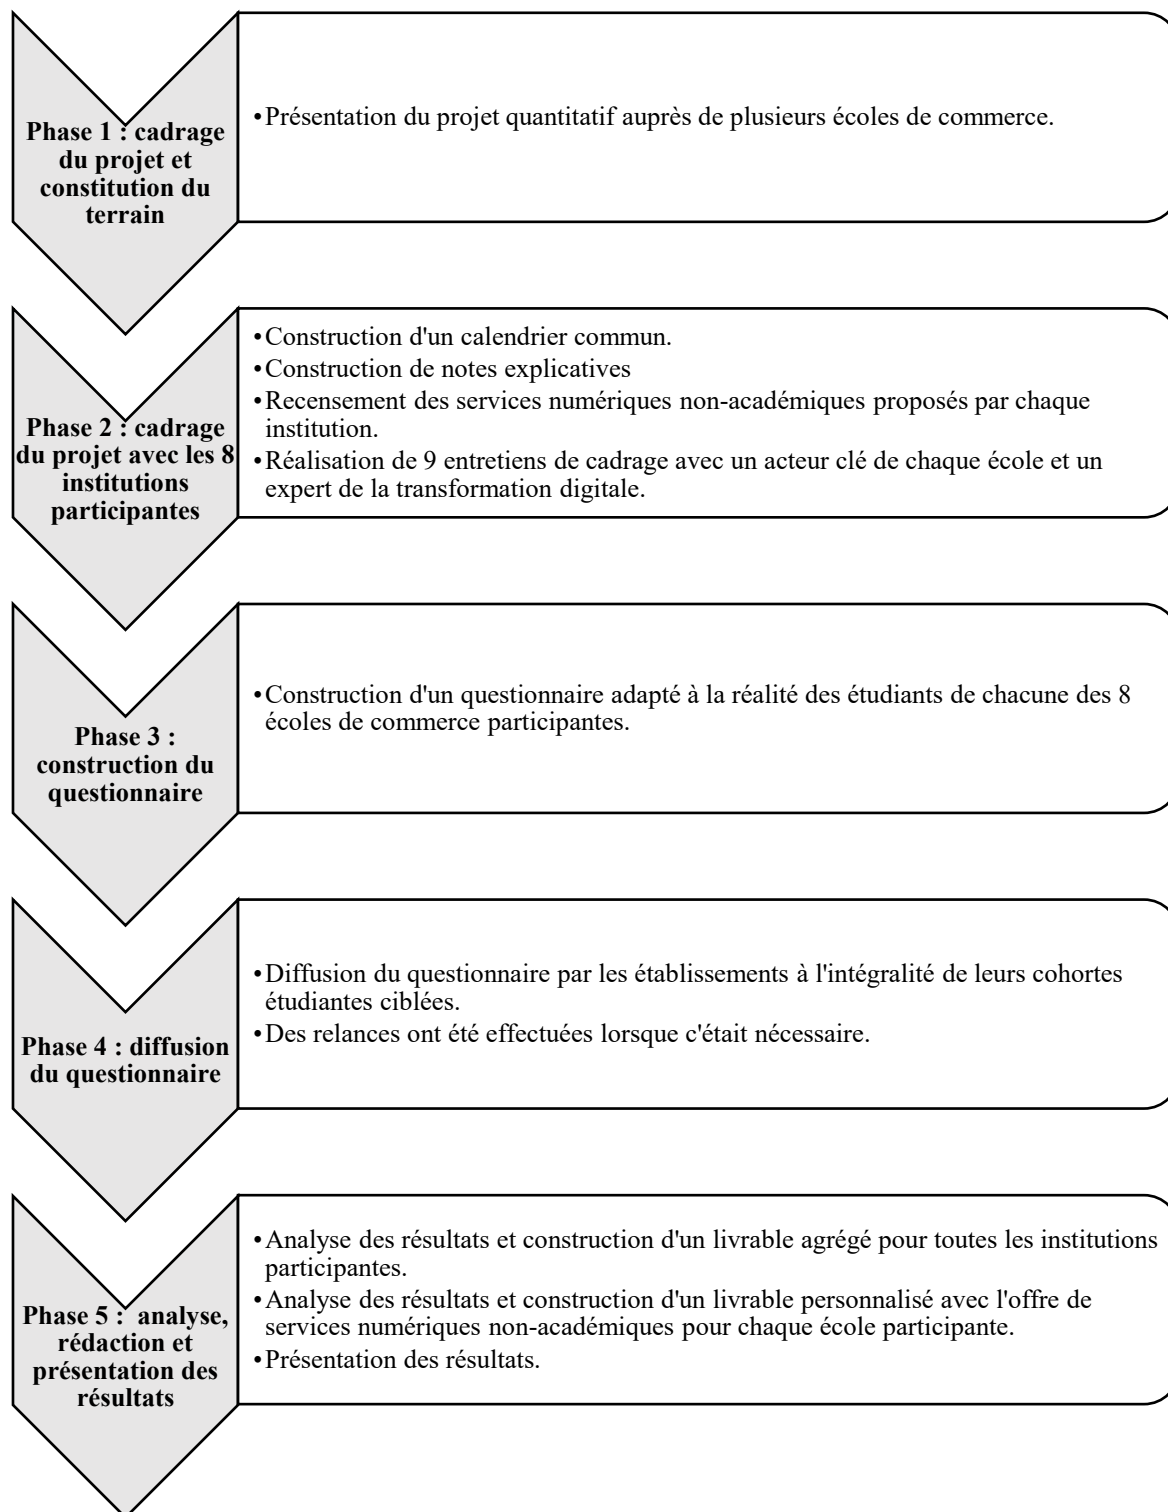 Phase 1 : cadrage
du projet et
constitution du
terrain
•Présentation du projet quantitatif auprès de plusieurs écoles de commerce.
Phase 2 : cadrage
du projet avec les 8
institutions
participantes
•Construction d'un calendrier commun.
•Construction de notes explicatives
•Recensement des services numériques non-académiques proposés par chaque
institution.
•Réalisation de 9 entretiens de cadrage avec un acteur clé de chaque école et un
expert de la transformation digitale.
Phase 3 :
construction du
questionnaire
•Construction d'un questionnaire adapté à la réalité des étudiants de chacune des 8
écoles de commerce participantes.
Phase 4 : diffusion
du questionnaire
•Diffusion du questionnaire par les établissements à l'intégralité de leurs cohortes
étudiantes ciblées.
•Des relances ont été effectuées lorsque c'était nécessaire.
Phase 5 :  analyse,
rédaction et
présentation des
résultats
•Analyse des résultats et construction d'un livrable agrégé pour toutes les institutions
participantes.
•Analyse des résultats et construction d'un livrable personnalisé avec l'offre de
services numériques non-académiques pour chaque école participante.
•Présentation des résultats.